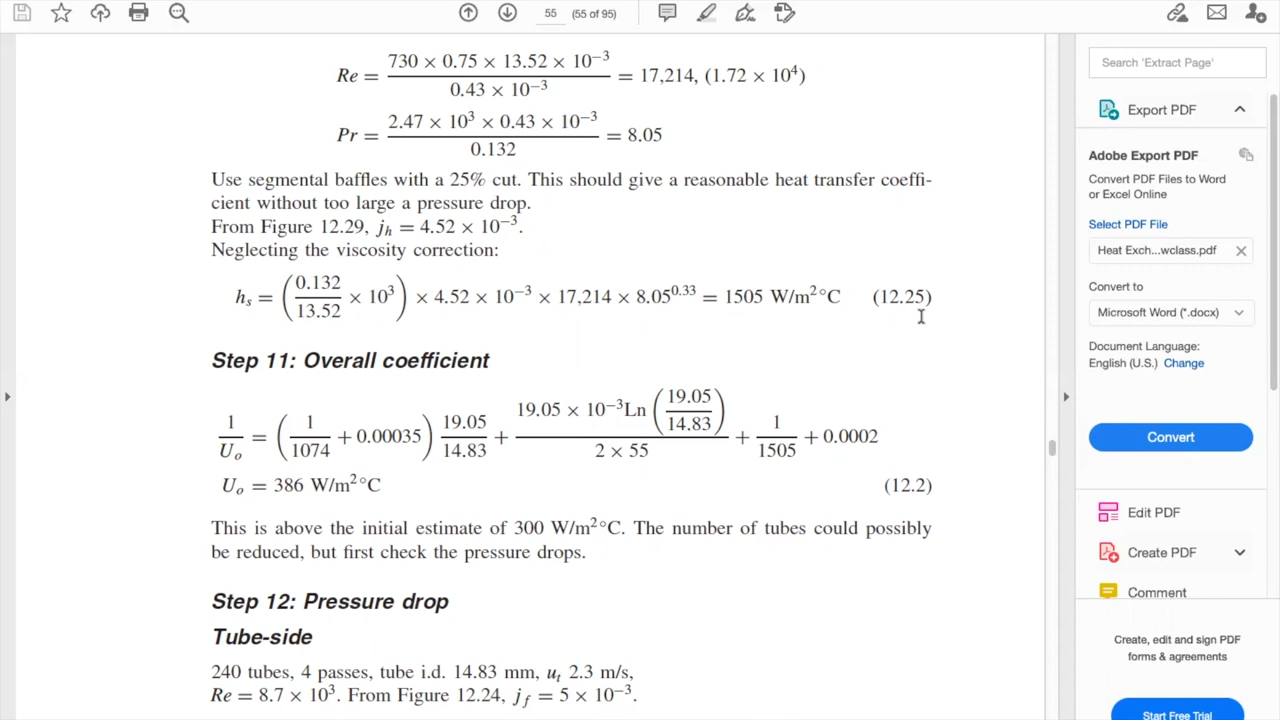 55 (55 of 95)
Re = 730 × 0.75 × 13.52 × 10⁻³ / 0.43 × 10⁻³ = 17,214, (1.72 × 10⁴)
Pr = 2.47 × 10³ × 0.43 × 10⁻³ / 0.132 = 8.05
Use segmental baffles with a 25% cut. This should give a reasonable heat transfer coeffi-
cient without too large a pressure drop.
From Figure 12.29, jₕ = 4.52 × 10⁻³.
Neglecting the viscosity correction:
hₛ = (0.132 / 13.52 × 10³) × 4.52 × 10⁻³ × 17,214 × 8.05⁰·³³ = 1505 W/m²°C (12.25)
Step 11: Overall coefficient
1/Uₒ = (1/1074 + 0.00035) 19.05/14.83 + 19.05 × 10⁻³Ln (19.05/14.83) / 2 × 55 + 1/1505 + 0.0002
Uₒ = 386 W/m²°C (12.2)
This is above the initial estimate of 300 W/m²°C. The number of tubes could possibly
be reduced, but first check the pressure drops.
Step 12: Pressure drop
Tube-side
240 tubes, 4 passes, tube i.d. 14.83 mm, uₜ 2.3 m/s,
Re = 8.7 × 10³. From Figure 12.24, j_f = 5 × 10⁻³.
Search 'Extract Page'
Export PDF
Adobe Export PDF
Convert PDF Files to Word
or Excel Online
Select PDF File
Heat Exch...wclass.pdf
Convert to
Microsoft Word (*.docx)
Document Language:
English (U.S.) Change
Convert
Edit PDF
Create PDF
Comment
Create, edit and sign PDF
forms & agreements
Start Free Trial